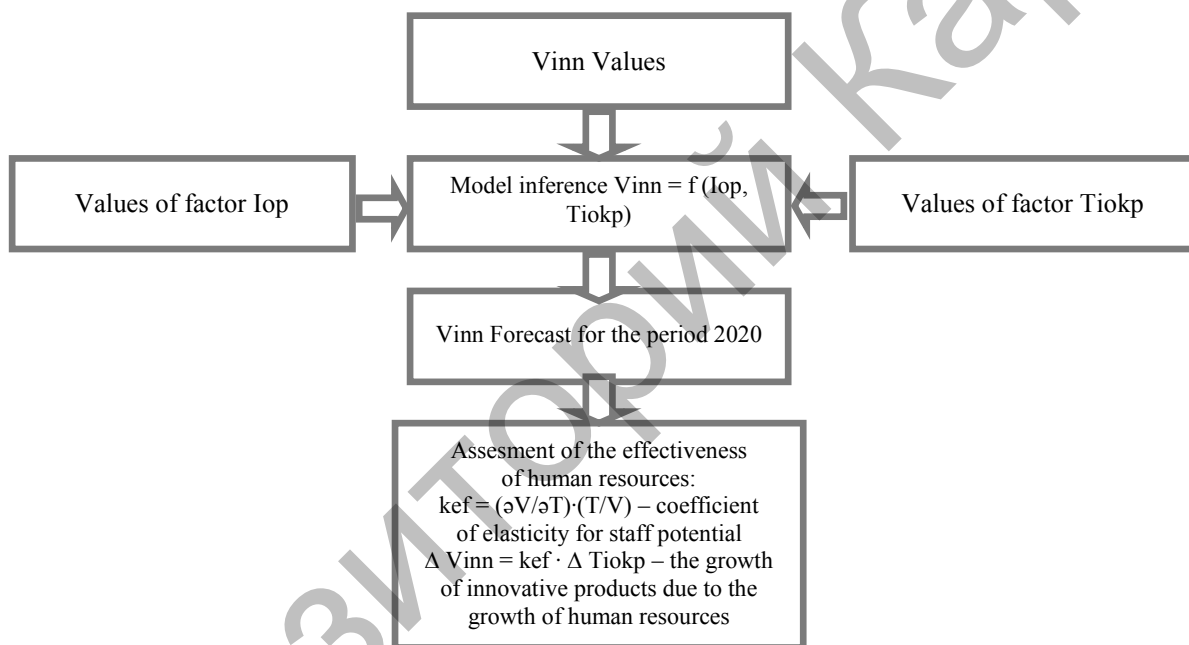 Vinn Values
Values of factor Iop
Model inference Vinn = f (Iop,
Tiokp)
Values of factor Tiokp
Vinn Forecast for the period 2020
Assesment of the effectiveness
of human resources:
kef = (əV/əT)·(T/V) – coefficient
of elasticity for staff potential
Δ Vinn = kef · Δ Tiokp – the growth
of innovative products due to the
growth of human resources
зиторий Кар